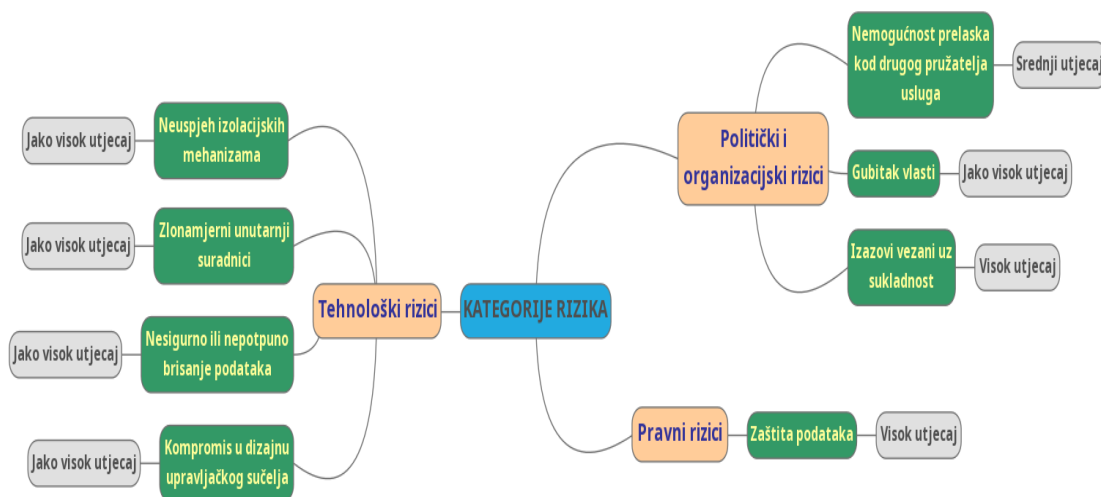 KATEGORIJE RIZIKA
Tehnološki rizici
Neuspjeh izolacijskih
mehanizama
Jako visok utjecaj
Zlonamjerni unutarnji
suradnici
Jako visok utjecaj
Nesigurno ili nepotpuno
brisanje podataka
Jako visok utjecaj
Kompromis u dizajnu
upravljačkog sučelja
Jako visok utjecaj
Politički i
organizacijski rizici
Nemogućnost prelaska
kod drugog pružatelja
usluga
Srednji utjecaj
Gubitak vlasti
Jako visok utjecaj
Izazovi vezani uz
sukladnost
Visok utjecaj
Pravni rizici
Zaštita podataka
Visok utjecaj